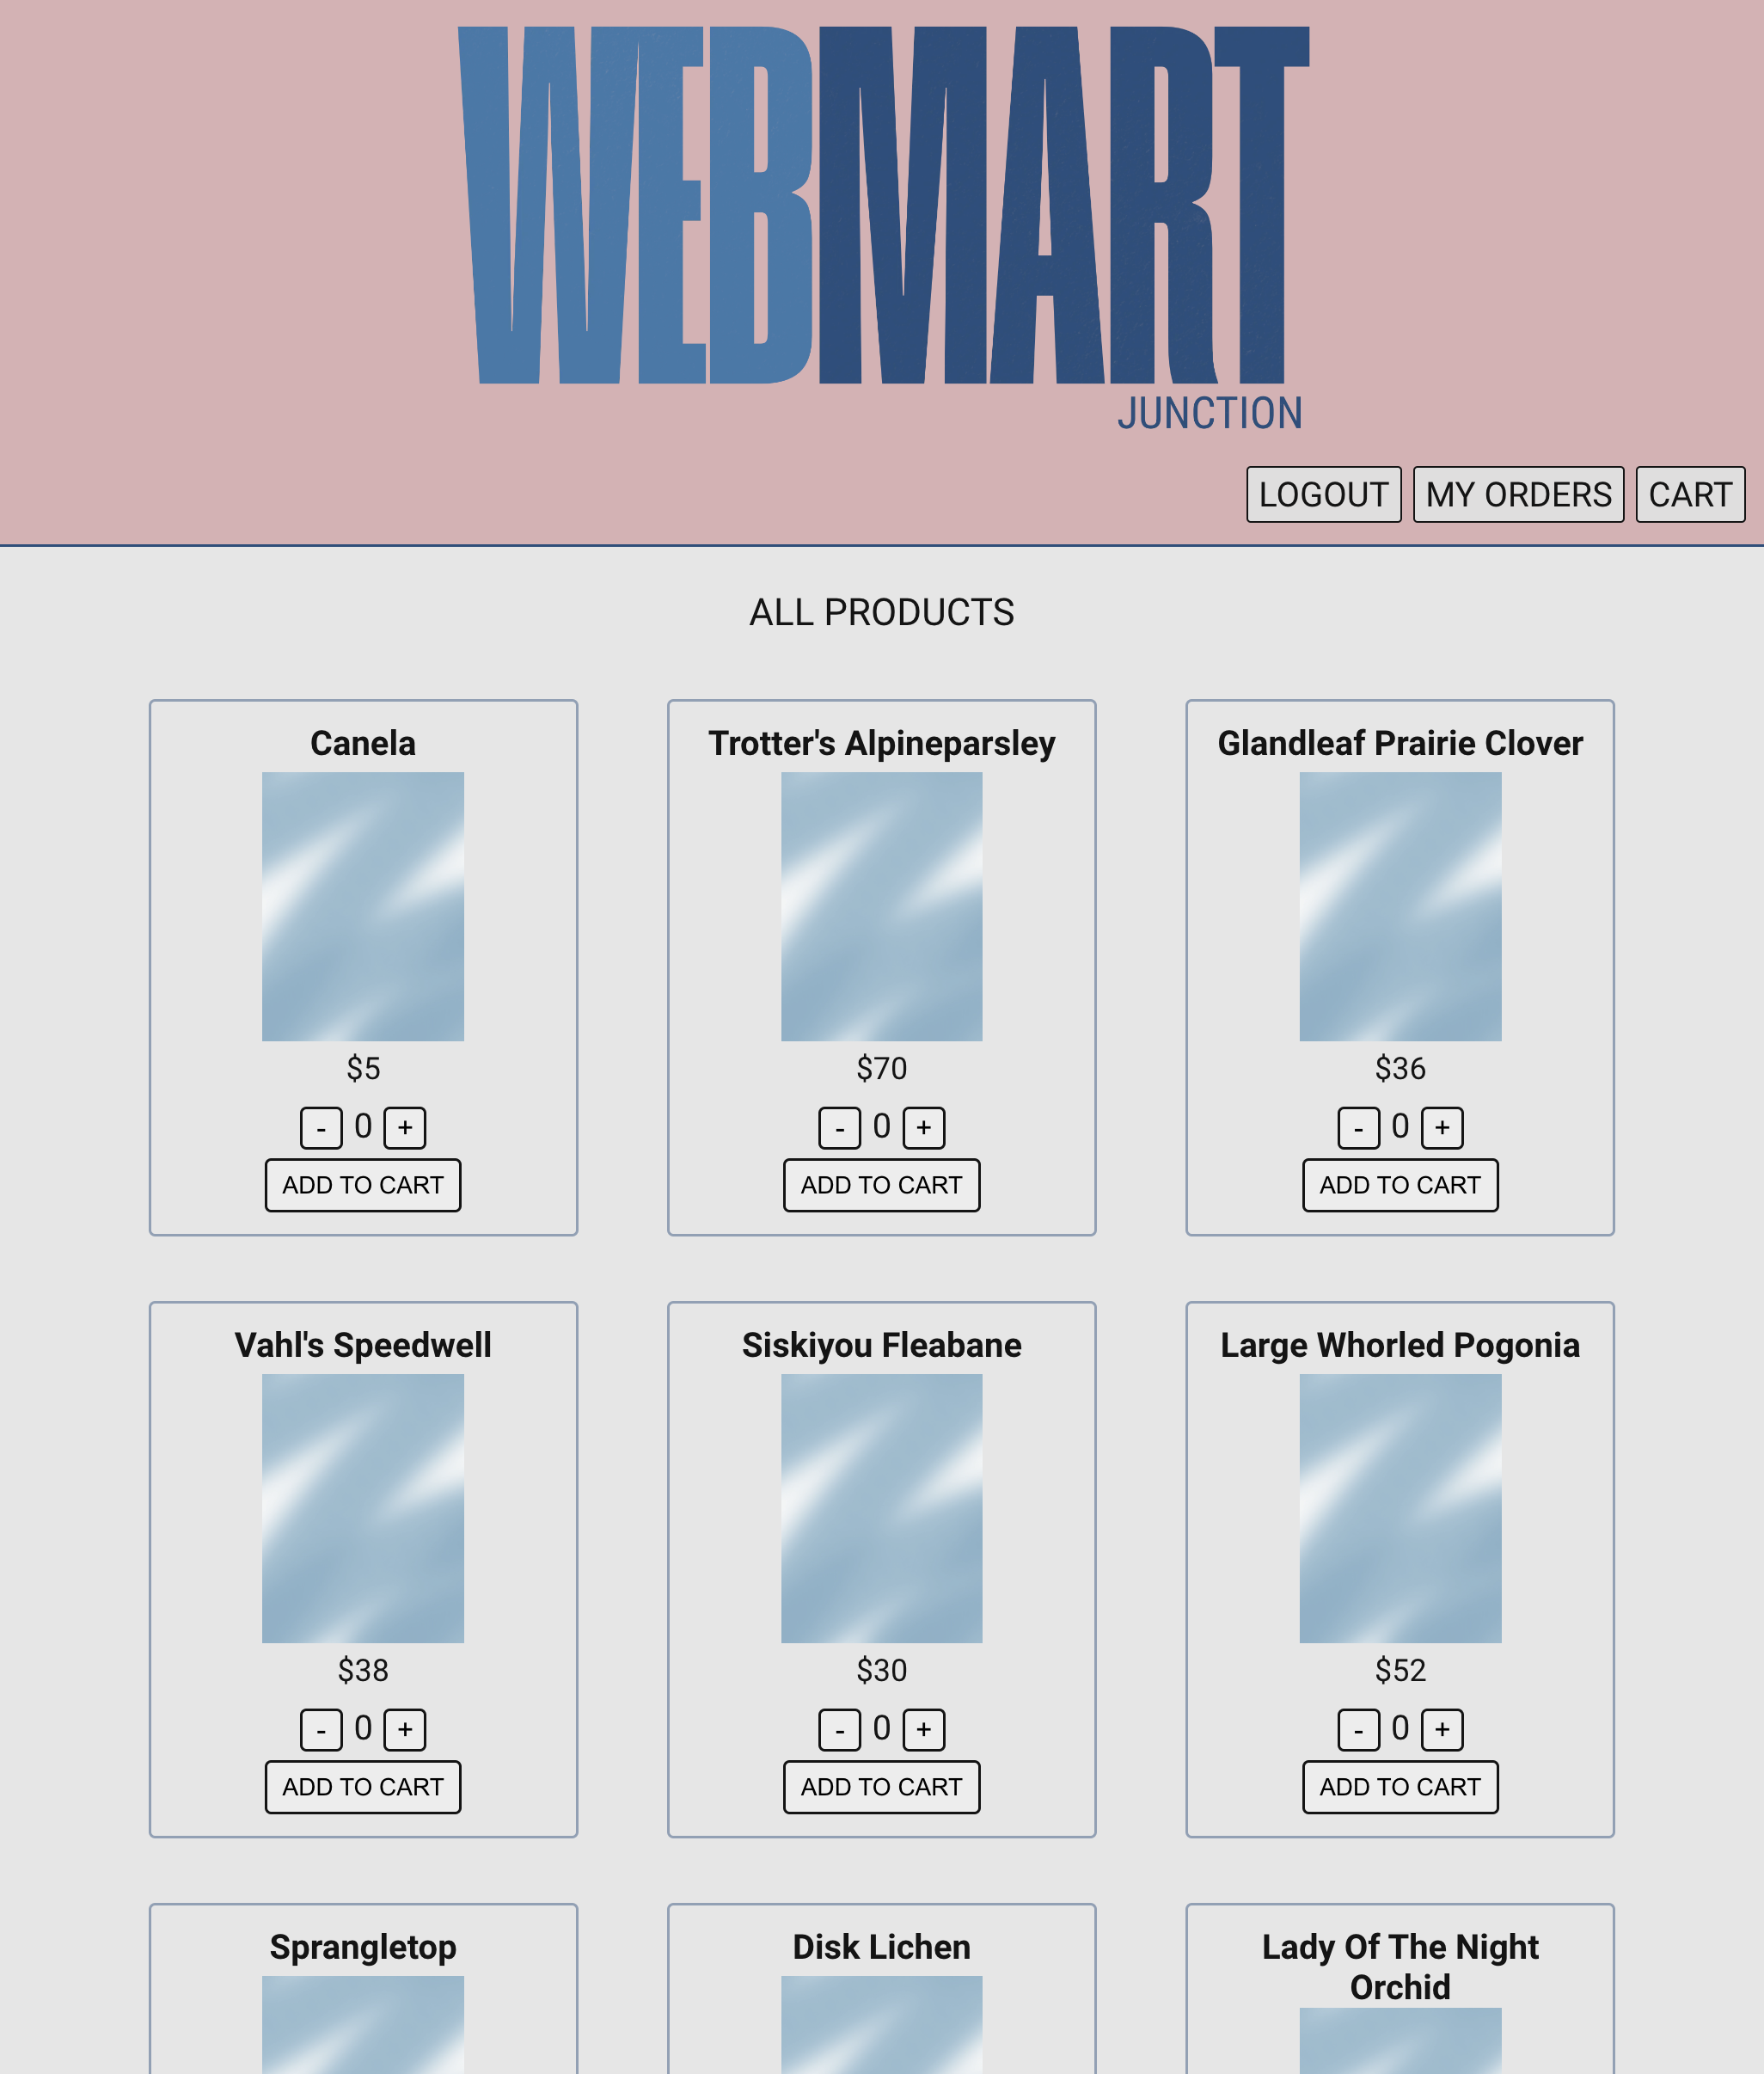 WEBMART
JUNCTION
LOGOUT MY ORDERS CART
ALL PRODUCTS
Canela
$5
- 0 +
ADD TO CART
Trotter's Alpineparsley
$70
- 0 +
ADD TO CART
Glandleaf Prairie Clover
$36
- 0 +
ADD TO CART
Vahl's Speedwell
$38
- 0 +
ADD TO CART
Siskiyou Fleabane
$30
- 0 +
ADD TO CART
Large Whorled Pogonia
$52
- 0 +
ADD TO CART
Sprangletop
Disk Lichen
Lady Of The Night
Orchid